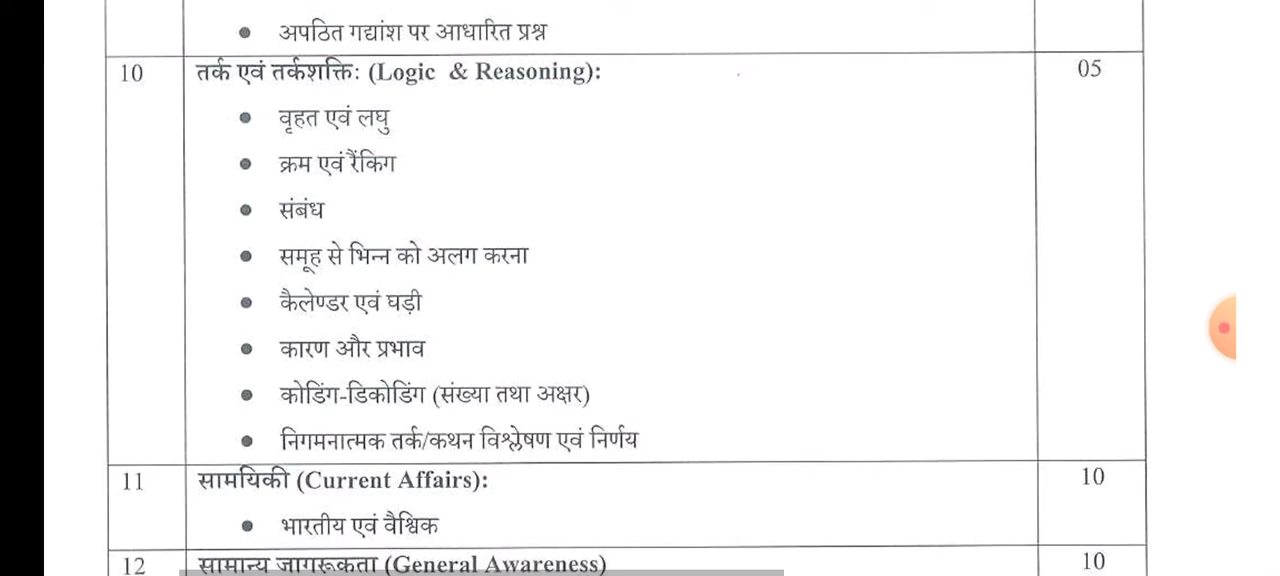 • अपठित गद्यांश पर आधारित प्रश्न
10 तर्क एवं तर्कशक्ति: (Logic & Reasoning): 05
• वृहत एवं लघु
• क्रम एवं रैंकिग
• संबंध
• समूह से भिन्न को अलग करना
• कैलेण्डर एवं घड़ी
• कारण और प्रभाव
• कोडिंग-डिकोडिंग (संख्या तथा अक्षर)
• निगमनात्मक तर्क/कथन विश्लेषण एवं निर्णय
11 सामयिकी (Current Affairs): 10
• भारतीय एवं वैश्विक
12 सामान्य जागरूकता (General Awareness) 10